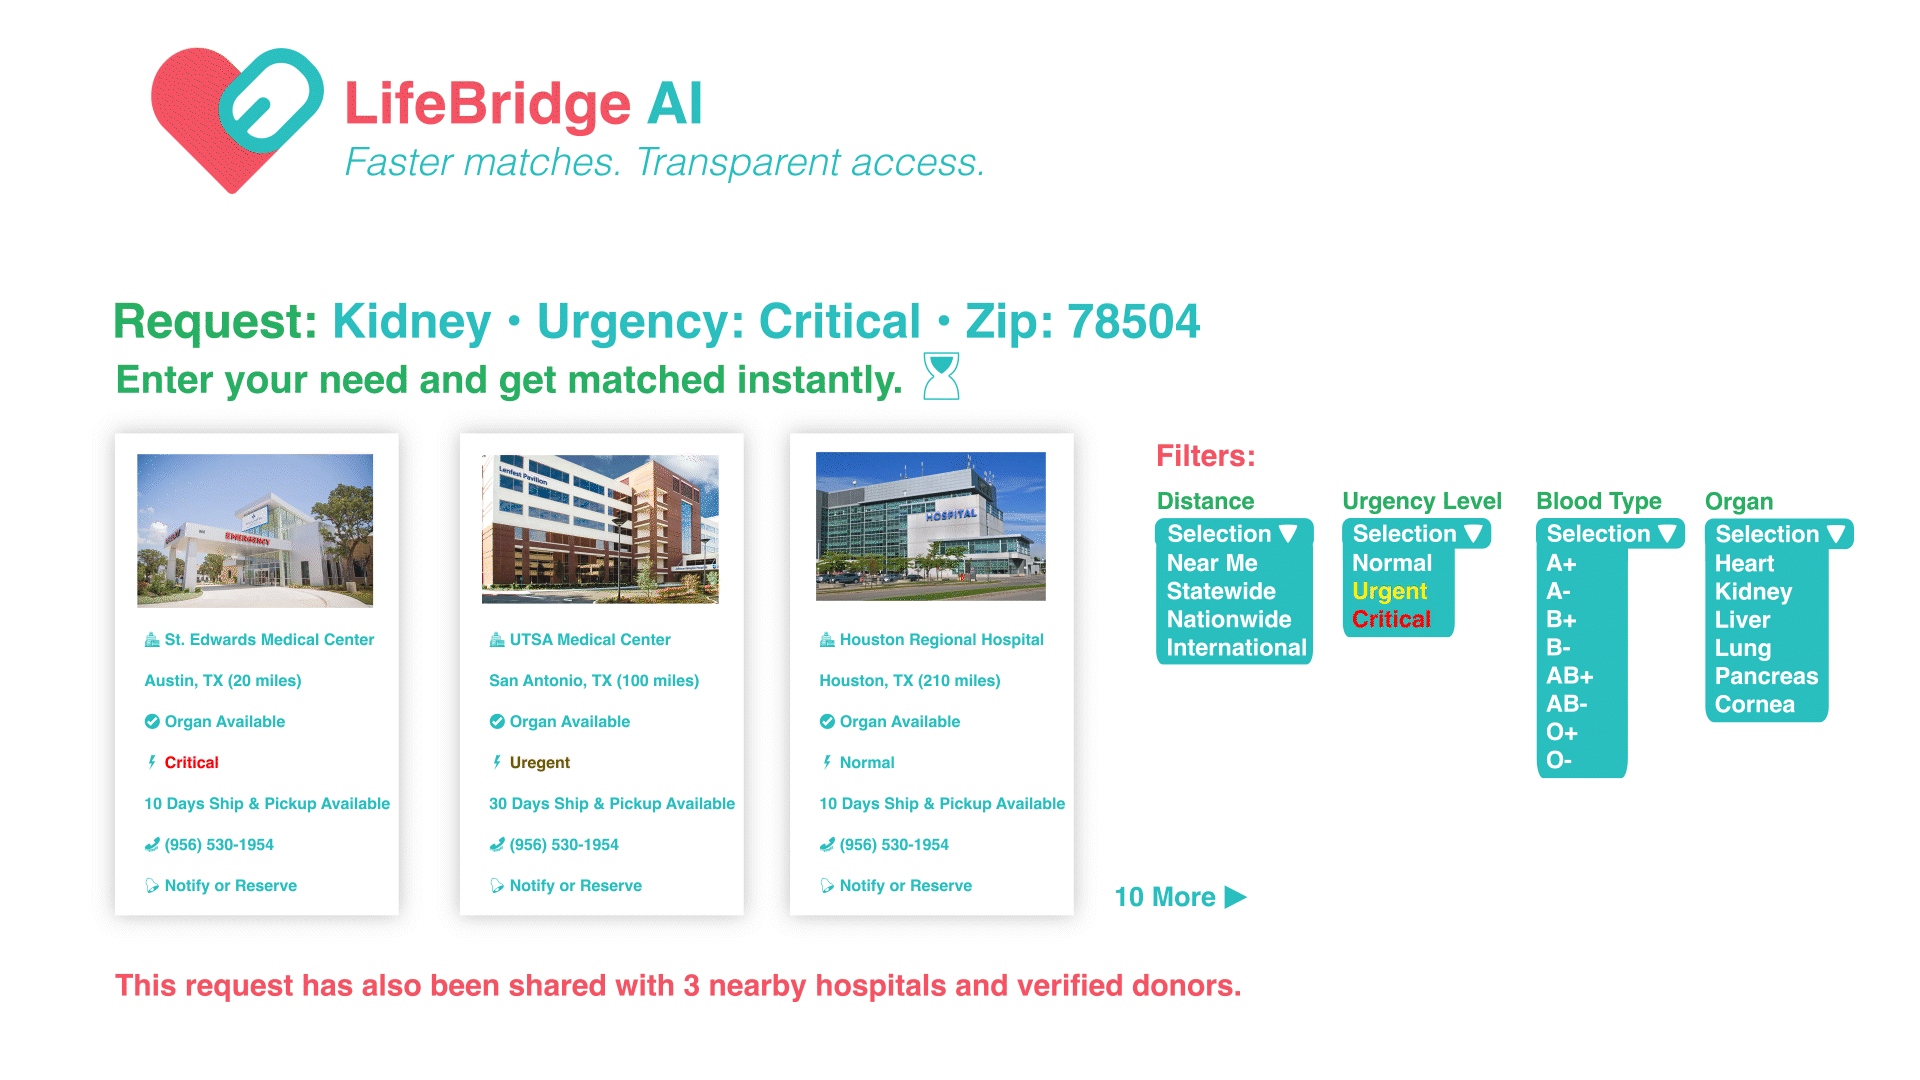 LifeBridge AI
Faster matches. Transparent access.
Request: Kidney • Urgency: Critical • Zip: 78504
Enter your need and get matched instantly.
Lenfest Pavilion
EMERGENCY
HOSPITAL
St. Edwards Medical Center
Austin, TX (20 miles)
Organ Available
Critical
10 Days Ship & Pickup Available
(956) 530-1954
Notify or Reserve
UTSA Medical Center
San Antonio, TX (100 miles)
Organ Available
Uregent
30 Days Ship & Pickup Available
(956) 530-1954
Notify or Reserve
Houston Regional Hospital
Houston, TX (210 miles)
Organ Available
Normal
10 Days Ship & Pickup Available
(956) 530-1954
Notify or Reserve
Filters:
Distance
Selection ▼
Near Me
Statewide
Nationwide
International
Urgency Level
Selection ▼
Normal
Urgent
Critical
Blood Type
Selection ▼
A+
A-
B+
B-
AB+
AB-
O+
O-
Organ
Selection ▼
Heart
Kidney
Liver
Lung
Pancreas
Cornea
10 More ▶
This request has also been shared with 3 nearby hospitals and verified donors.